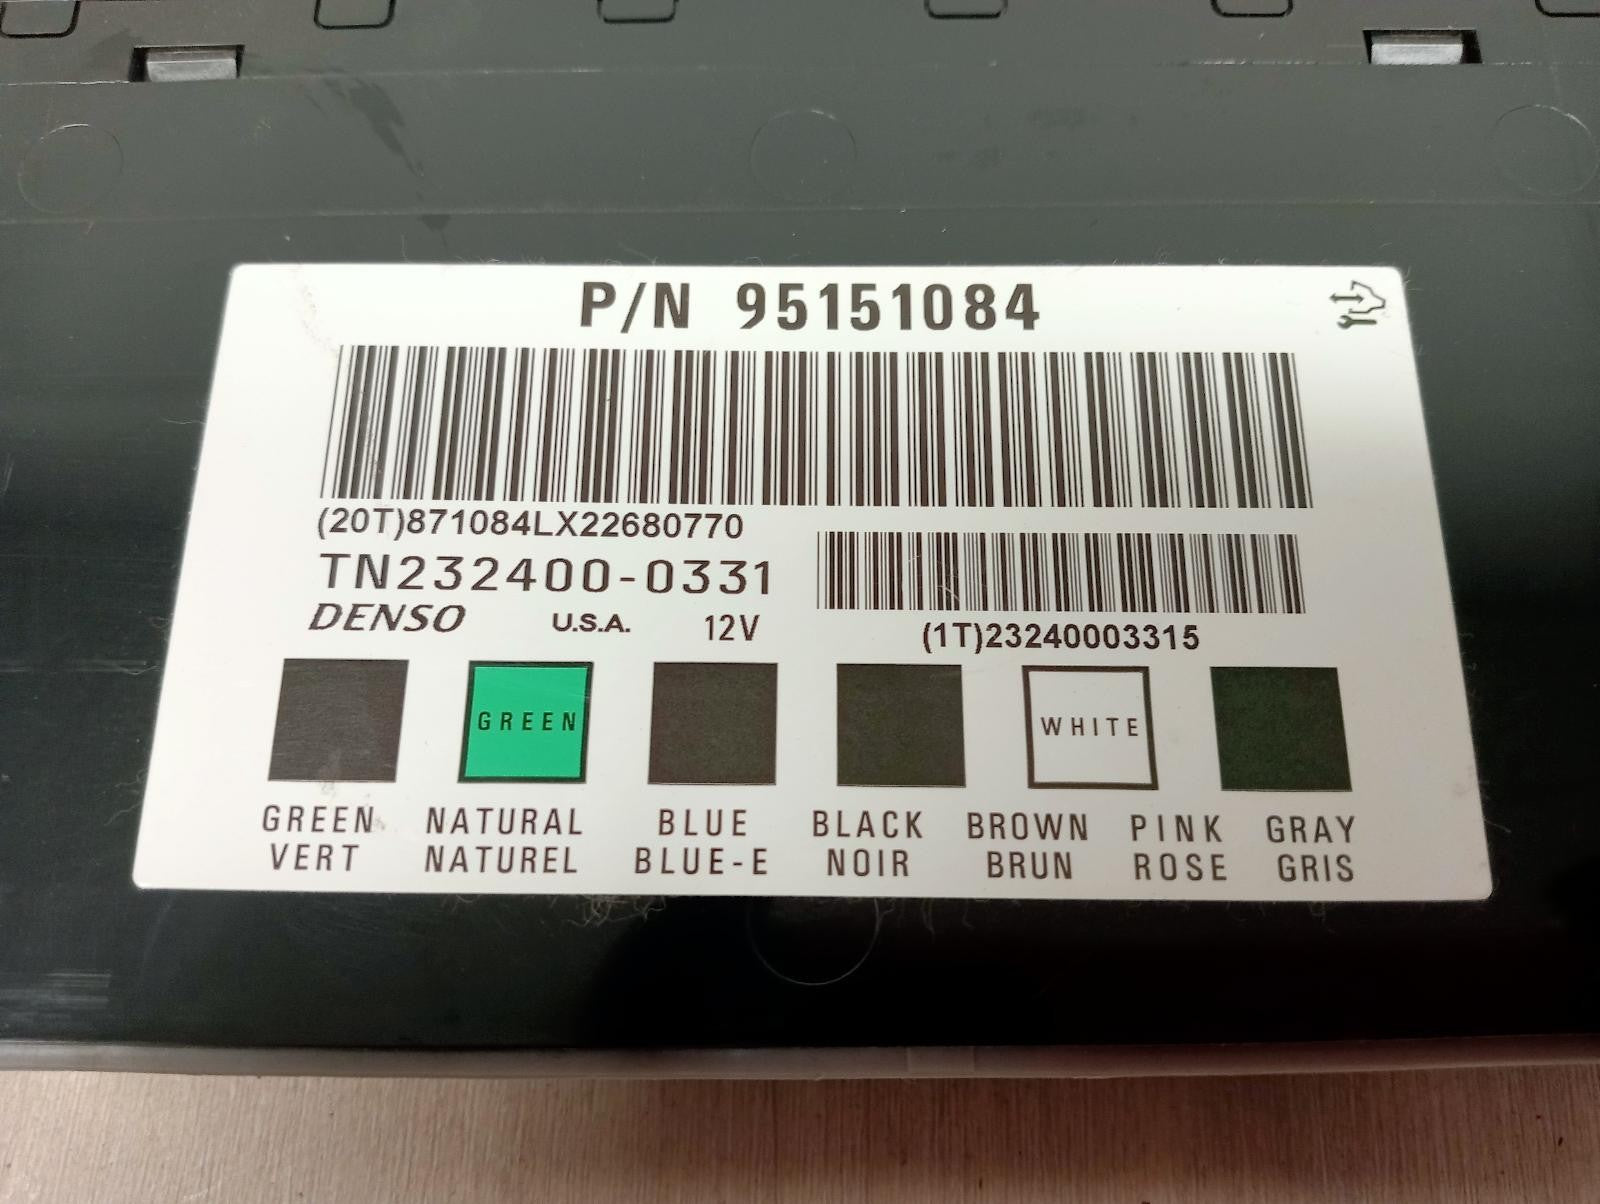 P/N 95151084
(20T)871084LX22680770
TN232400-0331
DENSO U.S.A. 12V
(1T)23240003315
GREEN WHITE
GREEN NATURAL BLUE BLACK BROWN PINK GRAY
VERT NATUREL BLUE-E NOIR BRUN ROSE GRIS